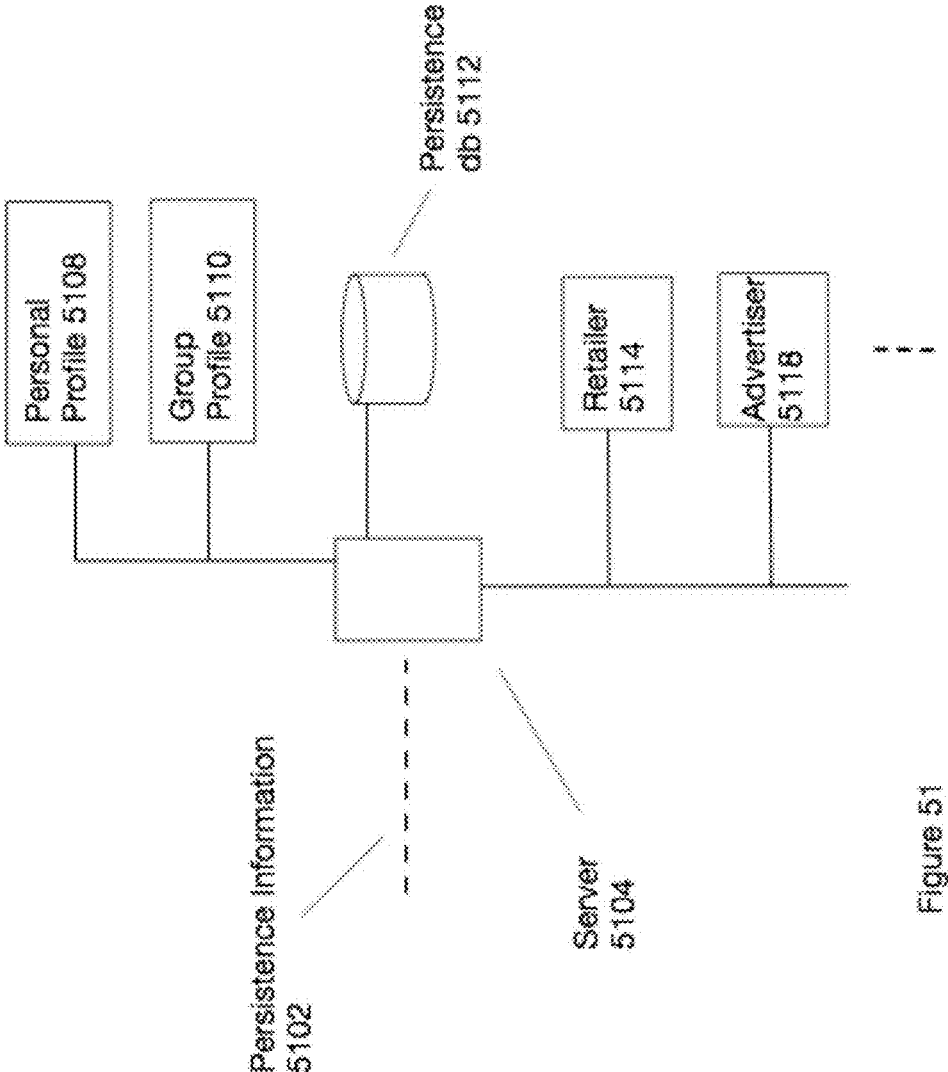 Persistence Information
5102
Server
5104
Personal
Profile 5108
Group
Profile 5110
Persistence
db 5112
Retailer
5114
Advertiser
5118
Figure 51